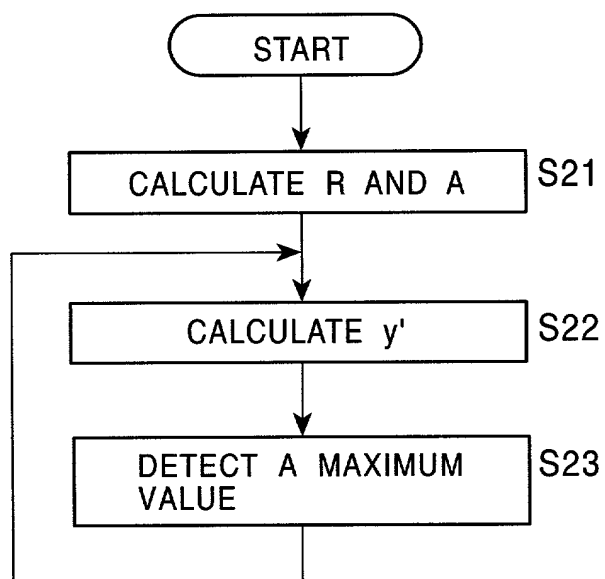 START
CALCULATE R AND A
S21
CALCULATE y'
S22
DETECT A MAXIMUM
VALUE
S23